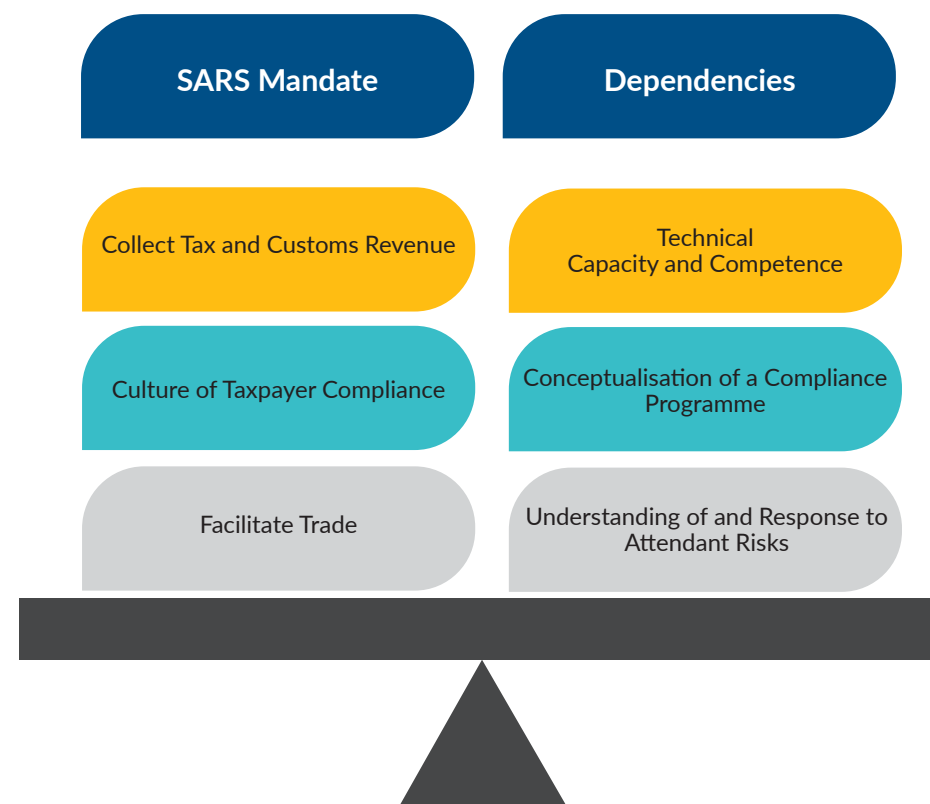 SARS Mandate
Dependencies
Collect Tax and Customs Revenue
Technical
Capacity and Competence
Culture of Taxpayer Compliance
Conceptualisation of a Compliance
Programme
Facilitate Trade
Understanding of and Response to
Attendant Risks